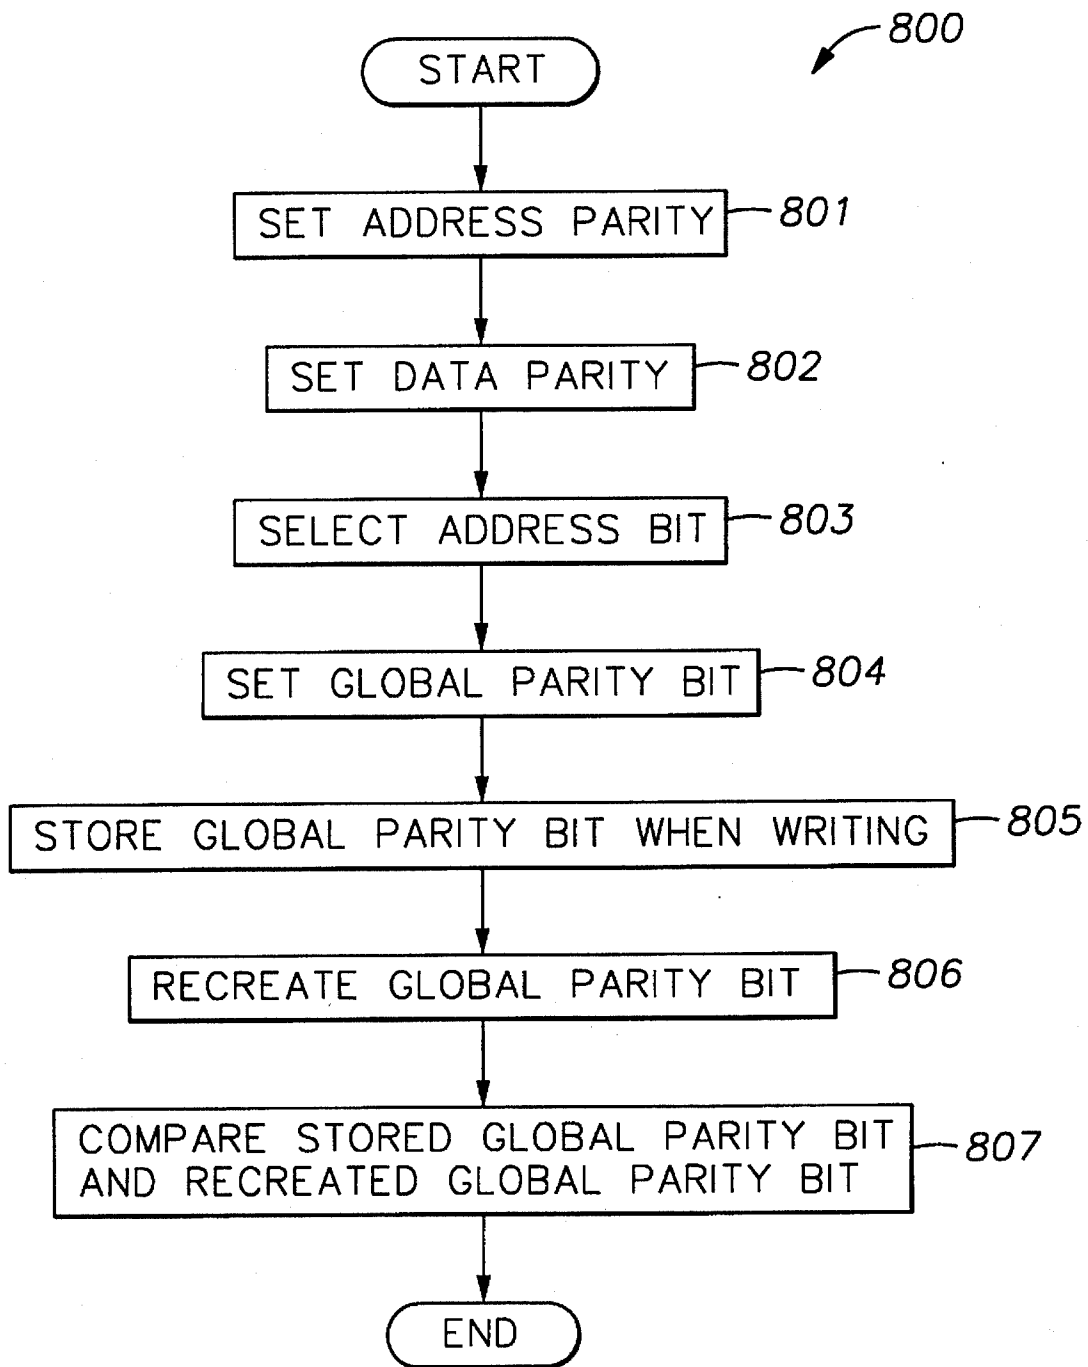 800
START
SET ADDRESS PARITY
801
SET DATA PARITY
802
SELECT ADDRESS BIT
803
SET GLOBAL PARITY BIT
804
STORE GLOBAL PARITY BIT WHEN WRITING
805
RECREATE GLOBAL PARITY BIT
806
COMPARE STORED GLOBAL PARITY BIT
AND RECREATED GLOBAL PARITY BIT
807
END